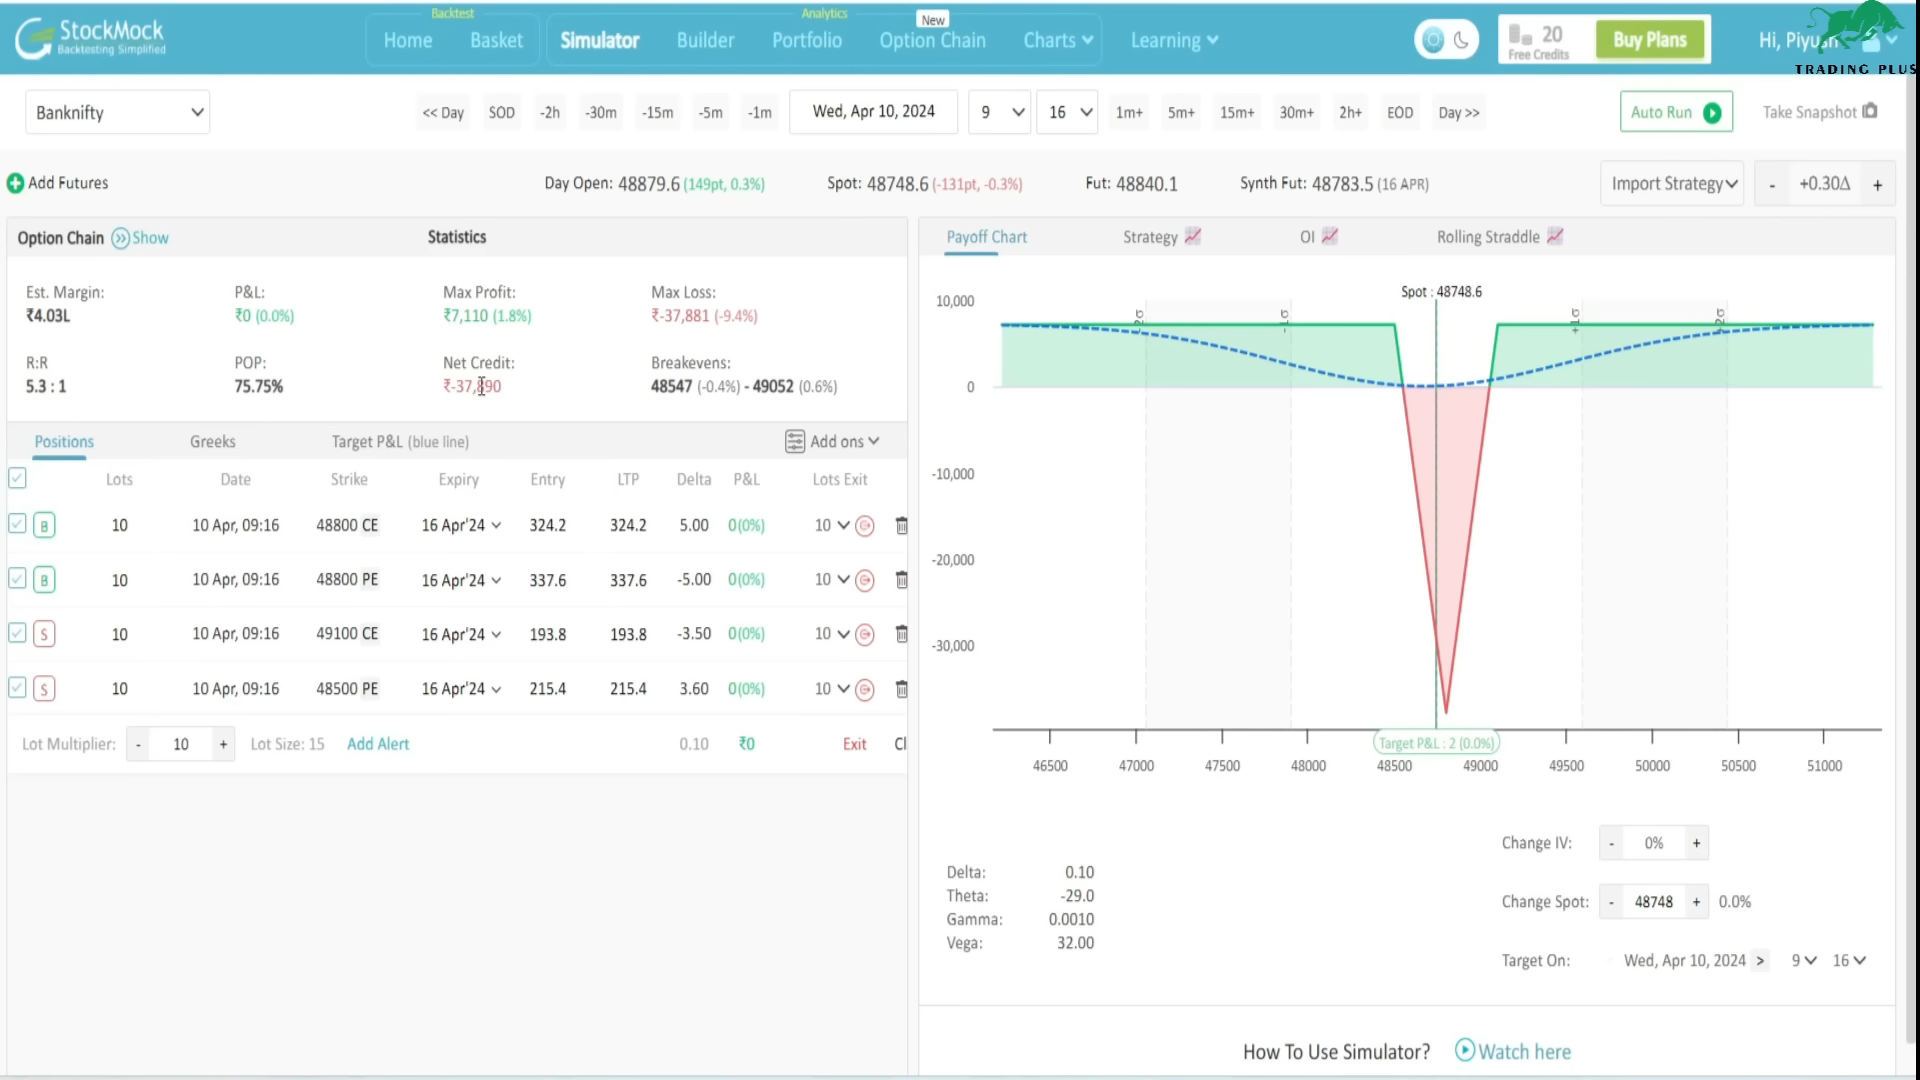 StockMock
Backtesting Simplified
Backtest
Home Basket
Simulator Builder
Analytics
Portfolio
New
Option Chain
Charts
Learning
20
Free Credits
Buy Plans
Hi, Piyush
TRADING PLUS
Banknifty
<< Day SOD -2h -30m -15m -5m -1m Wed, Apr 10, 2024 9 16 1m+ 5m+ 15m+ 30m+ 2h+ EOD Day >>
Auto Run
Take Snapshot
Add Futures
Day Open: 48879.6 (149pt, 0.3%) Spot: 48748.6 (-131pt, -0.3%) Fut: 48840.1 Synth Fut: 48783.5 (16 APR)
Import Strategy - +0.30Δ +
Option Chain Show Statistics
Est. Margin: P&L: Max Profit: Max Loss:
₹4.03L ₹0 (0.0%) ₹7,110 (1.8%) ₹-37,881 (-9.4%)
R:R POP: Net Credit: Breakevens:
5.3 : 1 75.75% ₹-37,890 48547 (-0.4%) - 49052 (0.6%)
Positions Greeks Target P&L (blue line) Add ons
Lots Date Strike Expiry Entry LTP Delta P&L Lots Exit
B 10 10 Apr, 09:16 48800 CE 16 Apr'24 324.2 324.2 5.00 0(0%) 10
B 10 10 Apr, 09:16 48800 PE 16 Apr'24 337.6 337.6 -5.00 0(0%) 10
S 10 10 Apr, 09:16 49100 CE 16 Apr'24 193.8 193.8 -3.50 0(0%) 10
S 10 10 Apr, 09:16 48500 PE 16 Apr'24 215.4 215.4 3.60 0(0%) 10
Lot Multiplier: - 10 + Lot Size: 15 Add Alert 0.10 ₹0 Exit Cl
Payoff Chart Strategy OI Rolling Straddle
Spot : 48748.6
10,000
0
-10,000
-20,000
-30,000
-2σ -1σ +1σ +2σ
Target P&L : 2 (0.0%)
46500 47000 47500 48000 48500 49000 49500 50000 50500 51000
Delta: 0.10
Theta: -29.0
Gamma: 0.0010
Vega: 32.00
Change IV: - 0% +
Change Spot: - 48748 + 0.0%
Target On: Wed, Apr 10, 2024 > 9 16
How To Use Simulator? Watch here